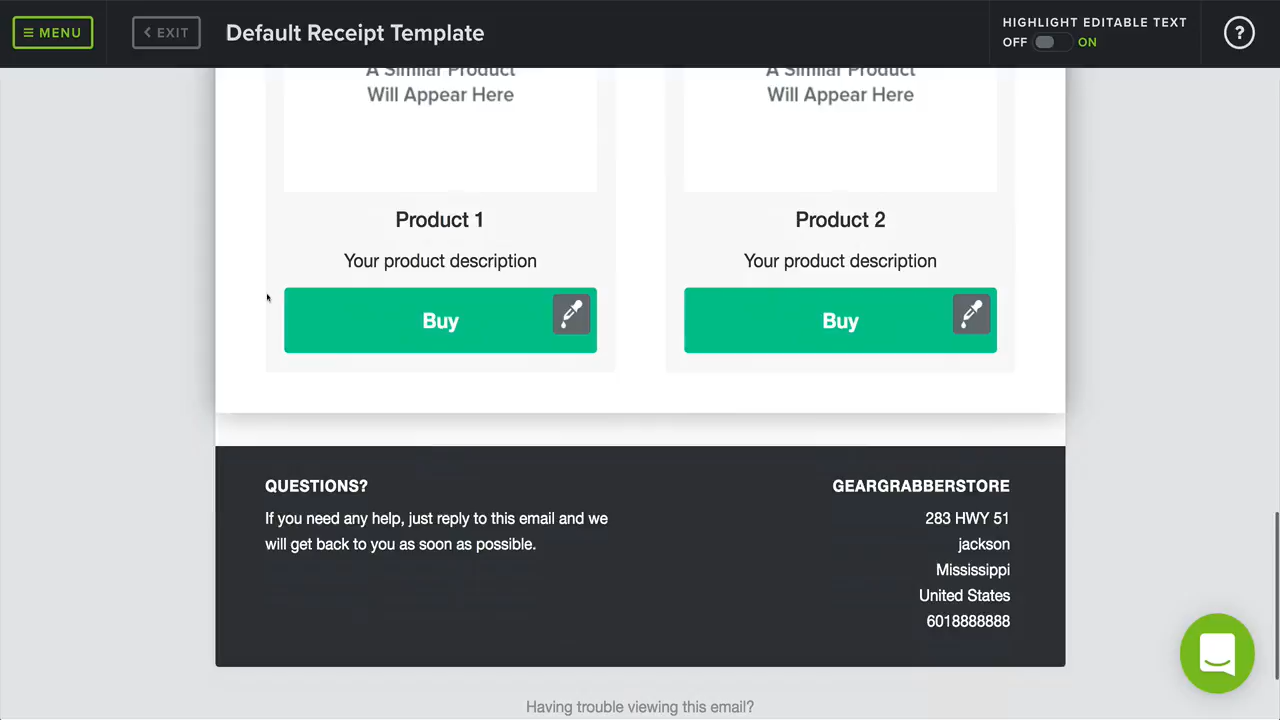 MENU
EXIT
Default Receipt Template
HIGHLIGHT EDITABLE TEXT
OFF ON
?
A Similar Product
Will Appear Here
A Similar Product
Will Appear Here
Product 1
Your product description
Buy
Product 2
Your product description
Buy
QUESTIONS?
If you need any help, just reply to this email and we
will get back to you as soon as possible.
GEARGRABBERSTORE
283 HWY 51
jackson
Mississippi
United States
6018888888
Having trouble viewing this email?